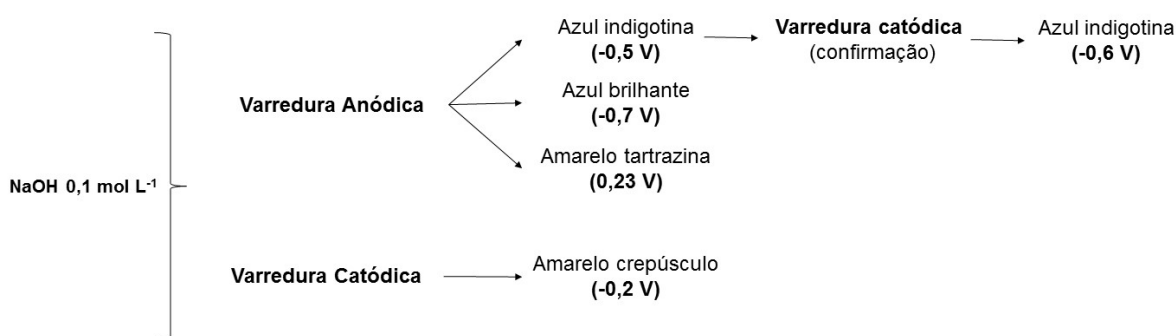 Azul indigotina
(-0,5 V)
Varredura catódica
(confirmação)
Azul indigotina
(-0,6 V)
Varredura Anódica
Azul brilhante
(-0,7 V)
Amarelo tartrazina
(0,23 V)
NaOH 0,1 mol L⁻¹
Varredura Catódica
Amarelo crepúsculo
(-0,2 V)